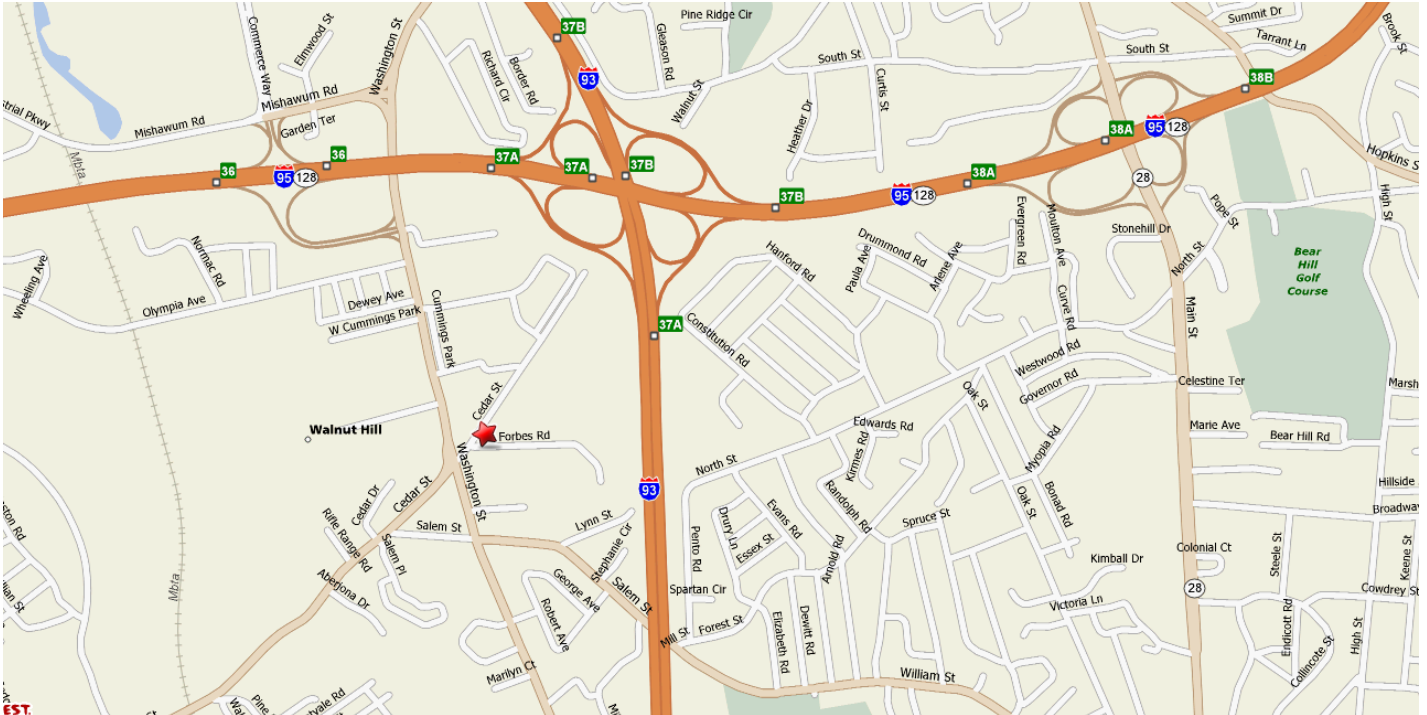 37B
Pine Ridge Cir
Summit Dr
Brook St
Commerce Way
Elmwood St
Washington St
Richard Cir
Border Rd
Gleason Rd
South St
South St
Tarrant Ln
93
Walnut St
Curtis St
38B
strial Pkwy
Mishawum Rd
Mishawum Rd
Garden Ter
Heather Dr
38A
95
128
Hopkins S
Mbta
36
36
95
128
37A
37A
37B
38A
28
95
128
37B
High St
Pope St
Wheeling Ave
Normac Rd
Hanford Rd
Paula Ave
Drummond Rd
Arlene Ave
Evergreen Rd
Moulton Ave
Stonehill Dr
North St
Bear
Hill
Golf
Course
Olympia Ave
Dewey Ave
W Cummings Park
Cummings Park
37A
Constitution Rd
Curve Rd
Main St
Westwood Rd
Governor Rd
Celestine Ter
Marsh
Cedar St
Oak St
Walnut Hill
Forbes Rd
Edwards Rd
Marie Ave
Bear Hill Rd
Washington St
North St
Kirmes Rd
Myopia Rd
Cedar Dr
Cedar St
93
Randolph Rd
Oak St
Bonad Rd
Hillside
Broadway
ston Rd
Rifle Range Rd
Salem St
Lynn St
Drury Ln
Evans Rd
Spruce St
Salem Pl
Stephanie Cir
Pento Rd
Essex St
Arnold Rd
Kimball Dr
Colonial Ct
Steele St
Keene St
Mbta
Aberjona Dr
George Ave
Salem St
Spartan Cir
28
Cowdrey St
Victoria Ln
Robert Ave
Mill St
Forest St
Elizabeth Rd
Dewitt Rd
Endicott Rd
Collincote St
High St
Marilyn Ct
William St
EST.